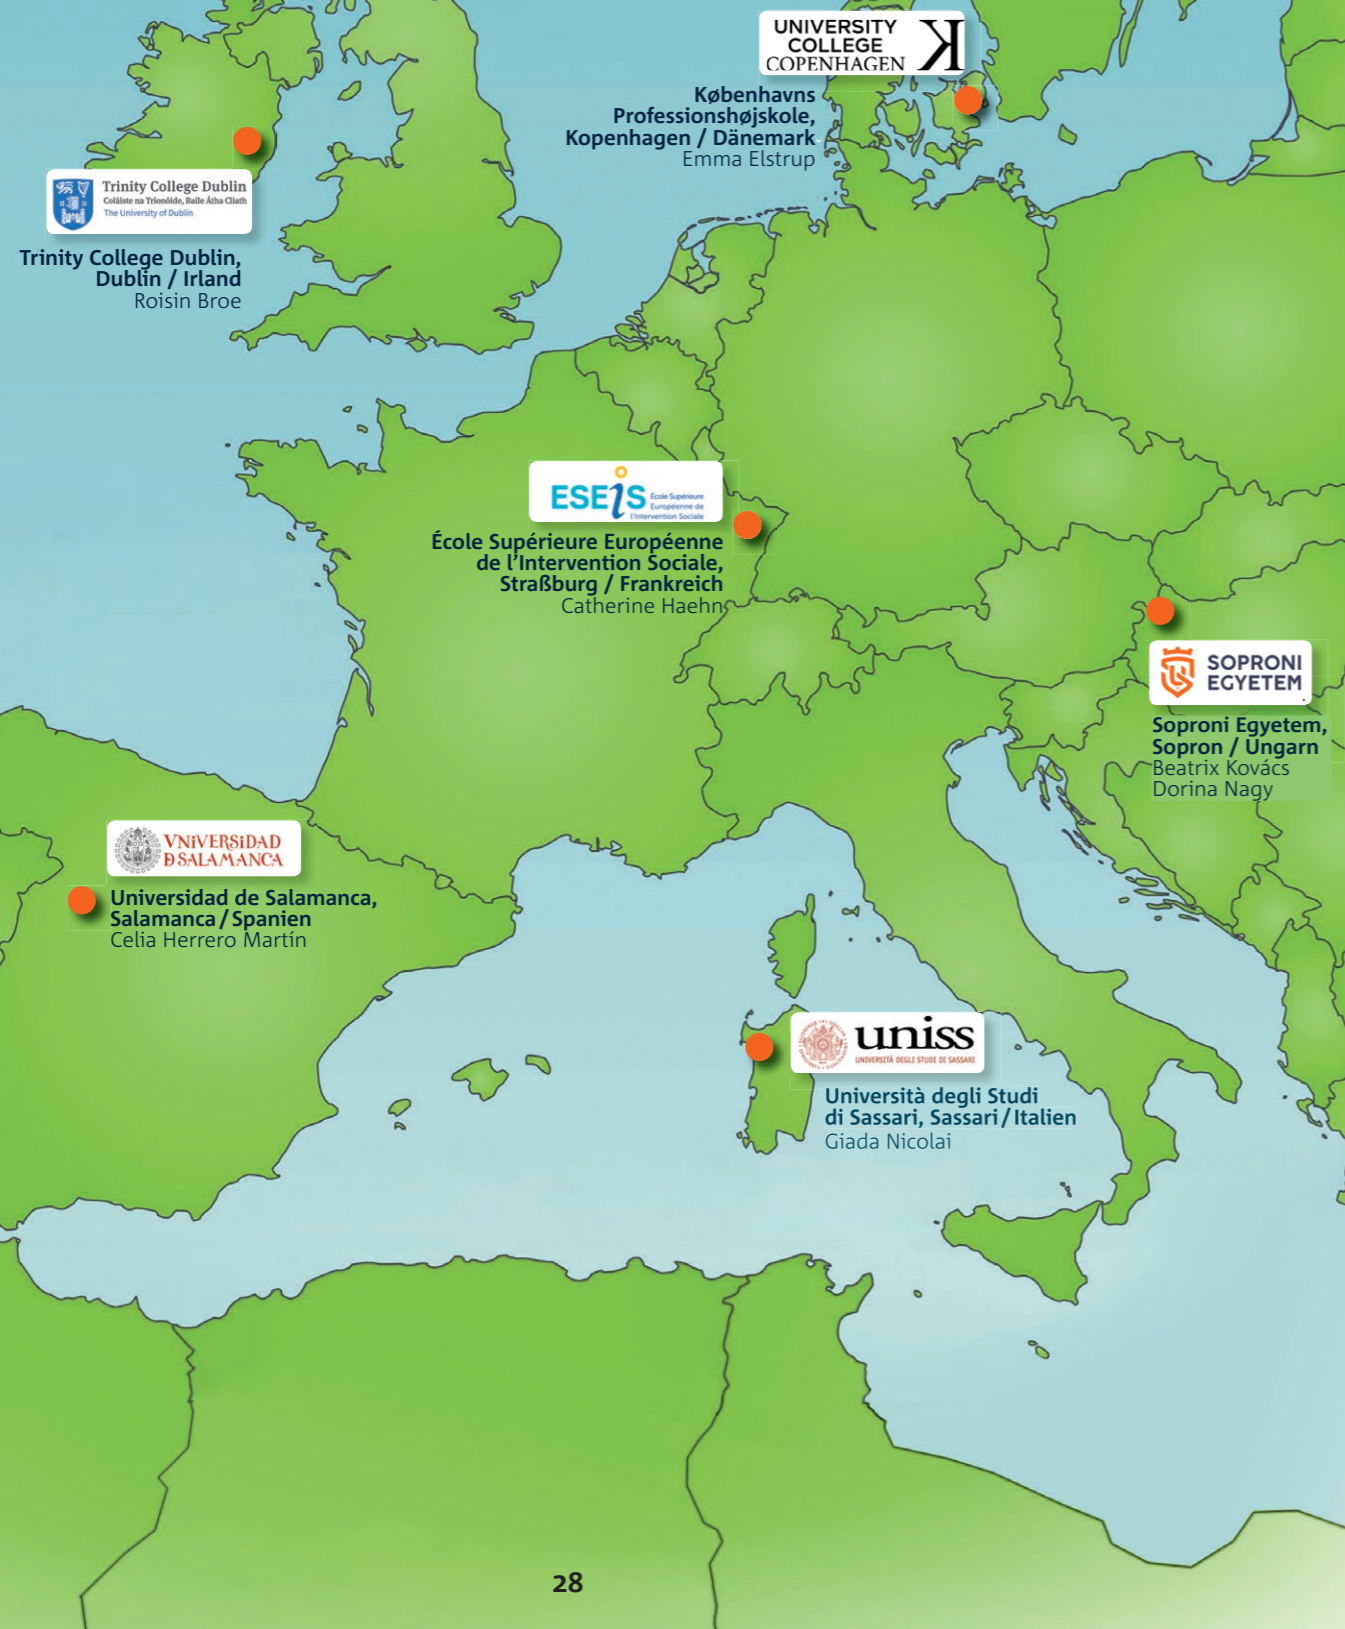 UNIVERSITY
COLLEGE
COPENHAGEN
K
Københavns
Professionshøjskole,
Kopenhagen / Dänemark
Emma Elstrup
Trinity College Dublin
Coláiste na Tríonóide, Baile Átha Cliath
The University of Dublin
Trinity College Dublin,
Dublin / Irland
Roisin Broe
ESEiS
École Supérieure
Européenne de
l'Intervention Sociale
École Supérieure Européenne
de l’Intervention Sociale,
Straßburg / Frankreich
Catherine Haehn
SOPRONI
EGYETEM
Soproni Egyetem,
Sopron / Ungarn
Beatrix Kovács
Dorina Nagy
VNiVERSiDAD
D SALAMANCA
Universidad de Salamanca,
Salamanca / Spanien
Celia Herrero Martín
uniss
UNIVERSITÀ DEGLI STUDI DI SASSARI
Università degli Studi
di Sassari, Sassari / Italien
Giada Nicolai
28